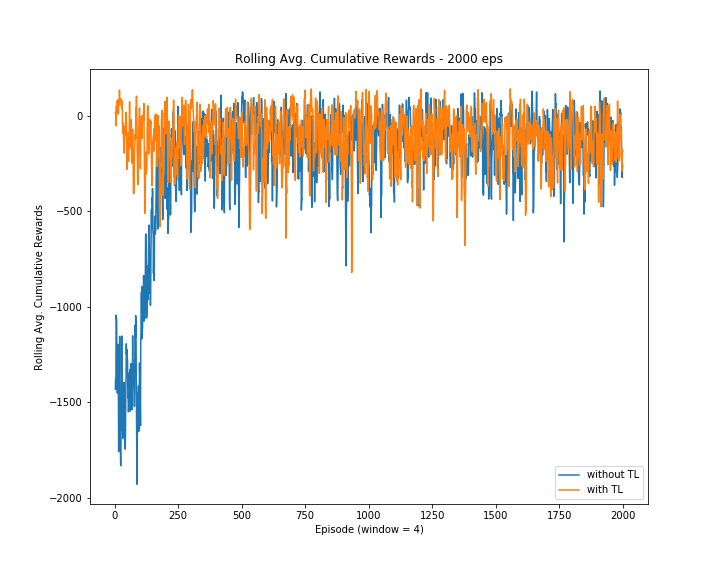 Rolling Avg. Cumulative Rewards - 2000 eps
Rolling Avg. Cumulative Rewards
0
−500
−1000
−1500
−2000
without TL
with TL
0 250 500 750 1000 1250 1500 1750 2000
Episode (window = 4)